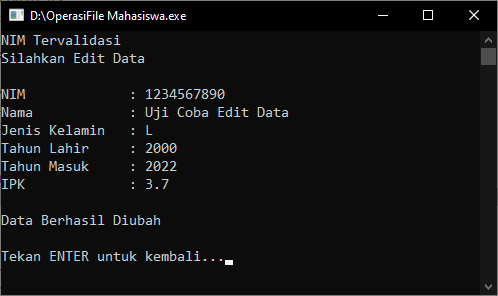 D:\OperasiFile Mahasiswa.exe
NIM Tervalidasi
Silahkan Edit Data
NIM : 1234567890
Nama : Uji Coba Edit Data
Jenis Kelamin : L
Tahun Lahir : 2000
Tahun Masuk : 2022
IPK : 3.7
Data Berhasil Diubah
Tekan ENTER untuk kembali...